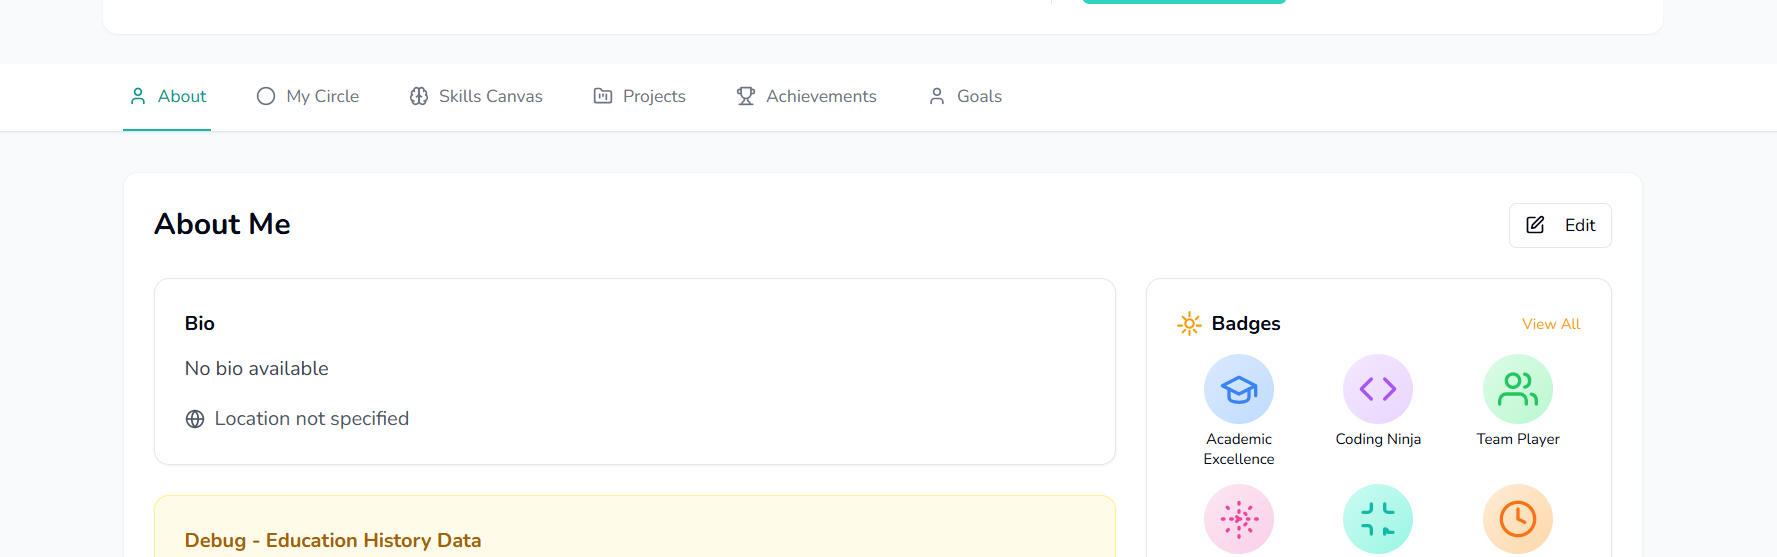 About
My Circle
Skills Canvas
Projects
Achievements
Goals
About Me
Edit
Bio
No bio available
Location not specified
Debug - Education History Data
Badges
View All
Academic
Excellence
Coding Ninja
Team Player